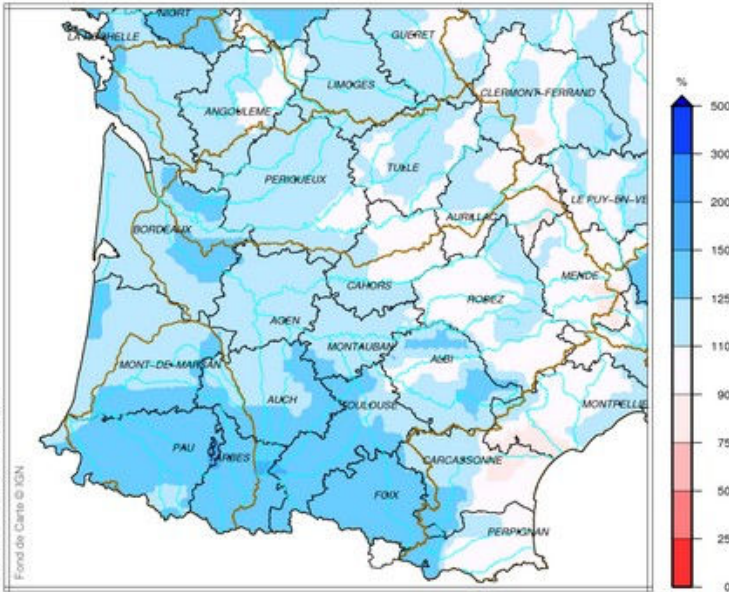 NIORT
LA ROCHELLE
GUERET
LIMOGES
CLERMONT-FERRAND
ANGOULEME
TULLE
PERIGUEUX
LE PUY-EN-VE
AURILLAC
BORDEAUX
MENDE
CAHORS
RODEZ
AGEN
MONTAUBAN
ALBI
MONT-DE-MARSAN
AUCH
TOULOUSE
MONTPELLIE
PAU
TARBES
CARCASSONNE
FOIX
PERPIGNAN
Fond de Carte © IGN
%
500
300
200
150
125
110
90
75
50
25
0